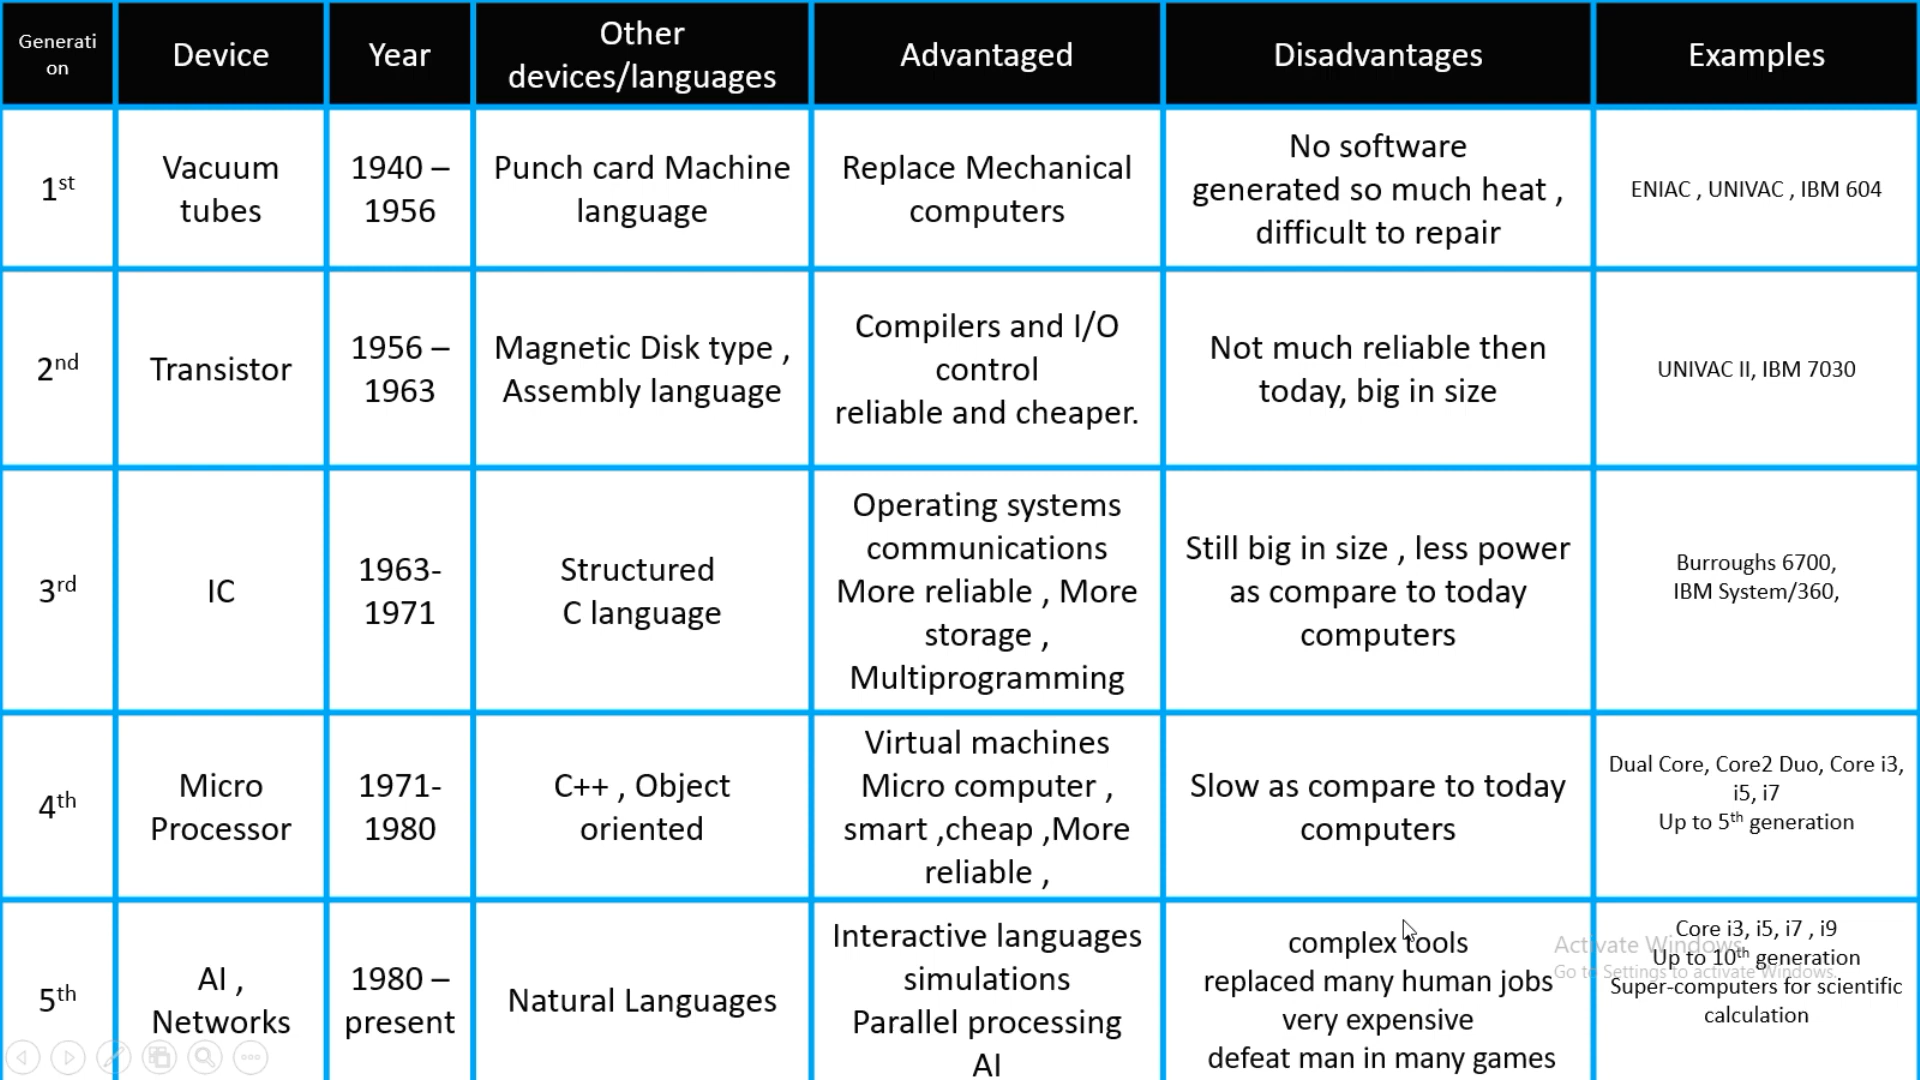 Generati
on
Device
Year
Other
devices/languages
Advantaged
Disadvantages
Examples
1st
Vacuum
tubes
1940 –
1956
Punch card Machine
language
Replace Mechanical
computers
No software
generated so much heat ,
difficult to repair
ENIAC , UNIVAC , IBM 604
2nd
Transistor
1956 –
1963
Magnetic Disk type ,
Assembly language
Compilers and I/O
control
reliable and cheaper.
Not much reliable then
today, big in size
UNIVAC II, IBM 7030
3rd
IC
1963-
1971
Structured
C language
Operating systems
communications
More reliable , More
storage ,
Multiprogramming
Still big in size , less power
as compare to today
computers
Burroughs 6700,
IBM System/360,
4th
Micro
Processor
1971-
1980
C++ , Object
oriented
Virtual machines
Micro computer ,
smart ,cheap ,More
reliable ,
Slow as compare to today
computers
Dual Core, Core2 Duo, Core i3,
i5, i7
Up to 5th generation
5th
AI ,
Networks
1980 –
present
Natural Languages
Interactive languages
simulations
Parallel processing
AI
complex tools
replaced many human jobs
very expensive
defeat man in many games
Core i3, i5, i7 , i9
Up to 10th generation
Super-computers for scientific
calculation
Activate Windows
Go to Settings to activate Windows.